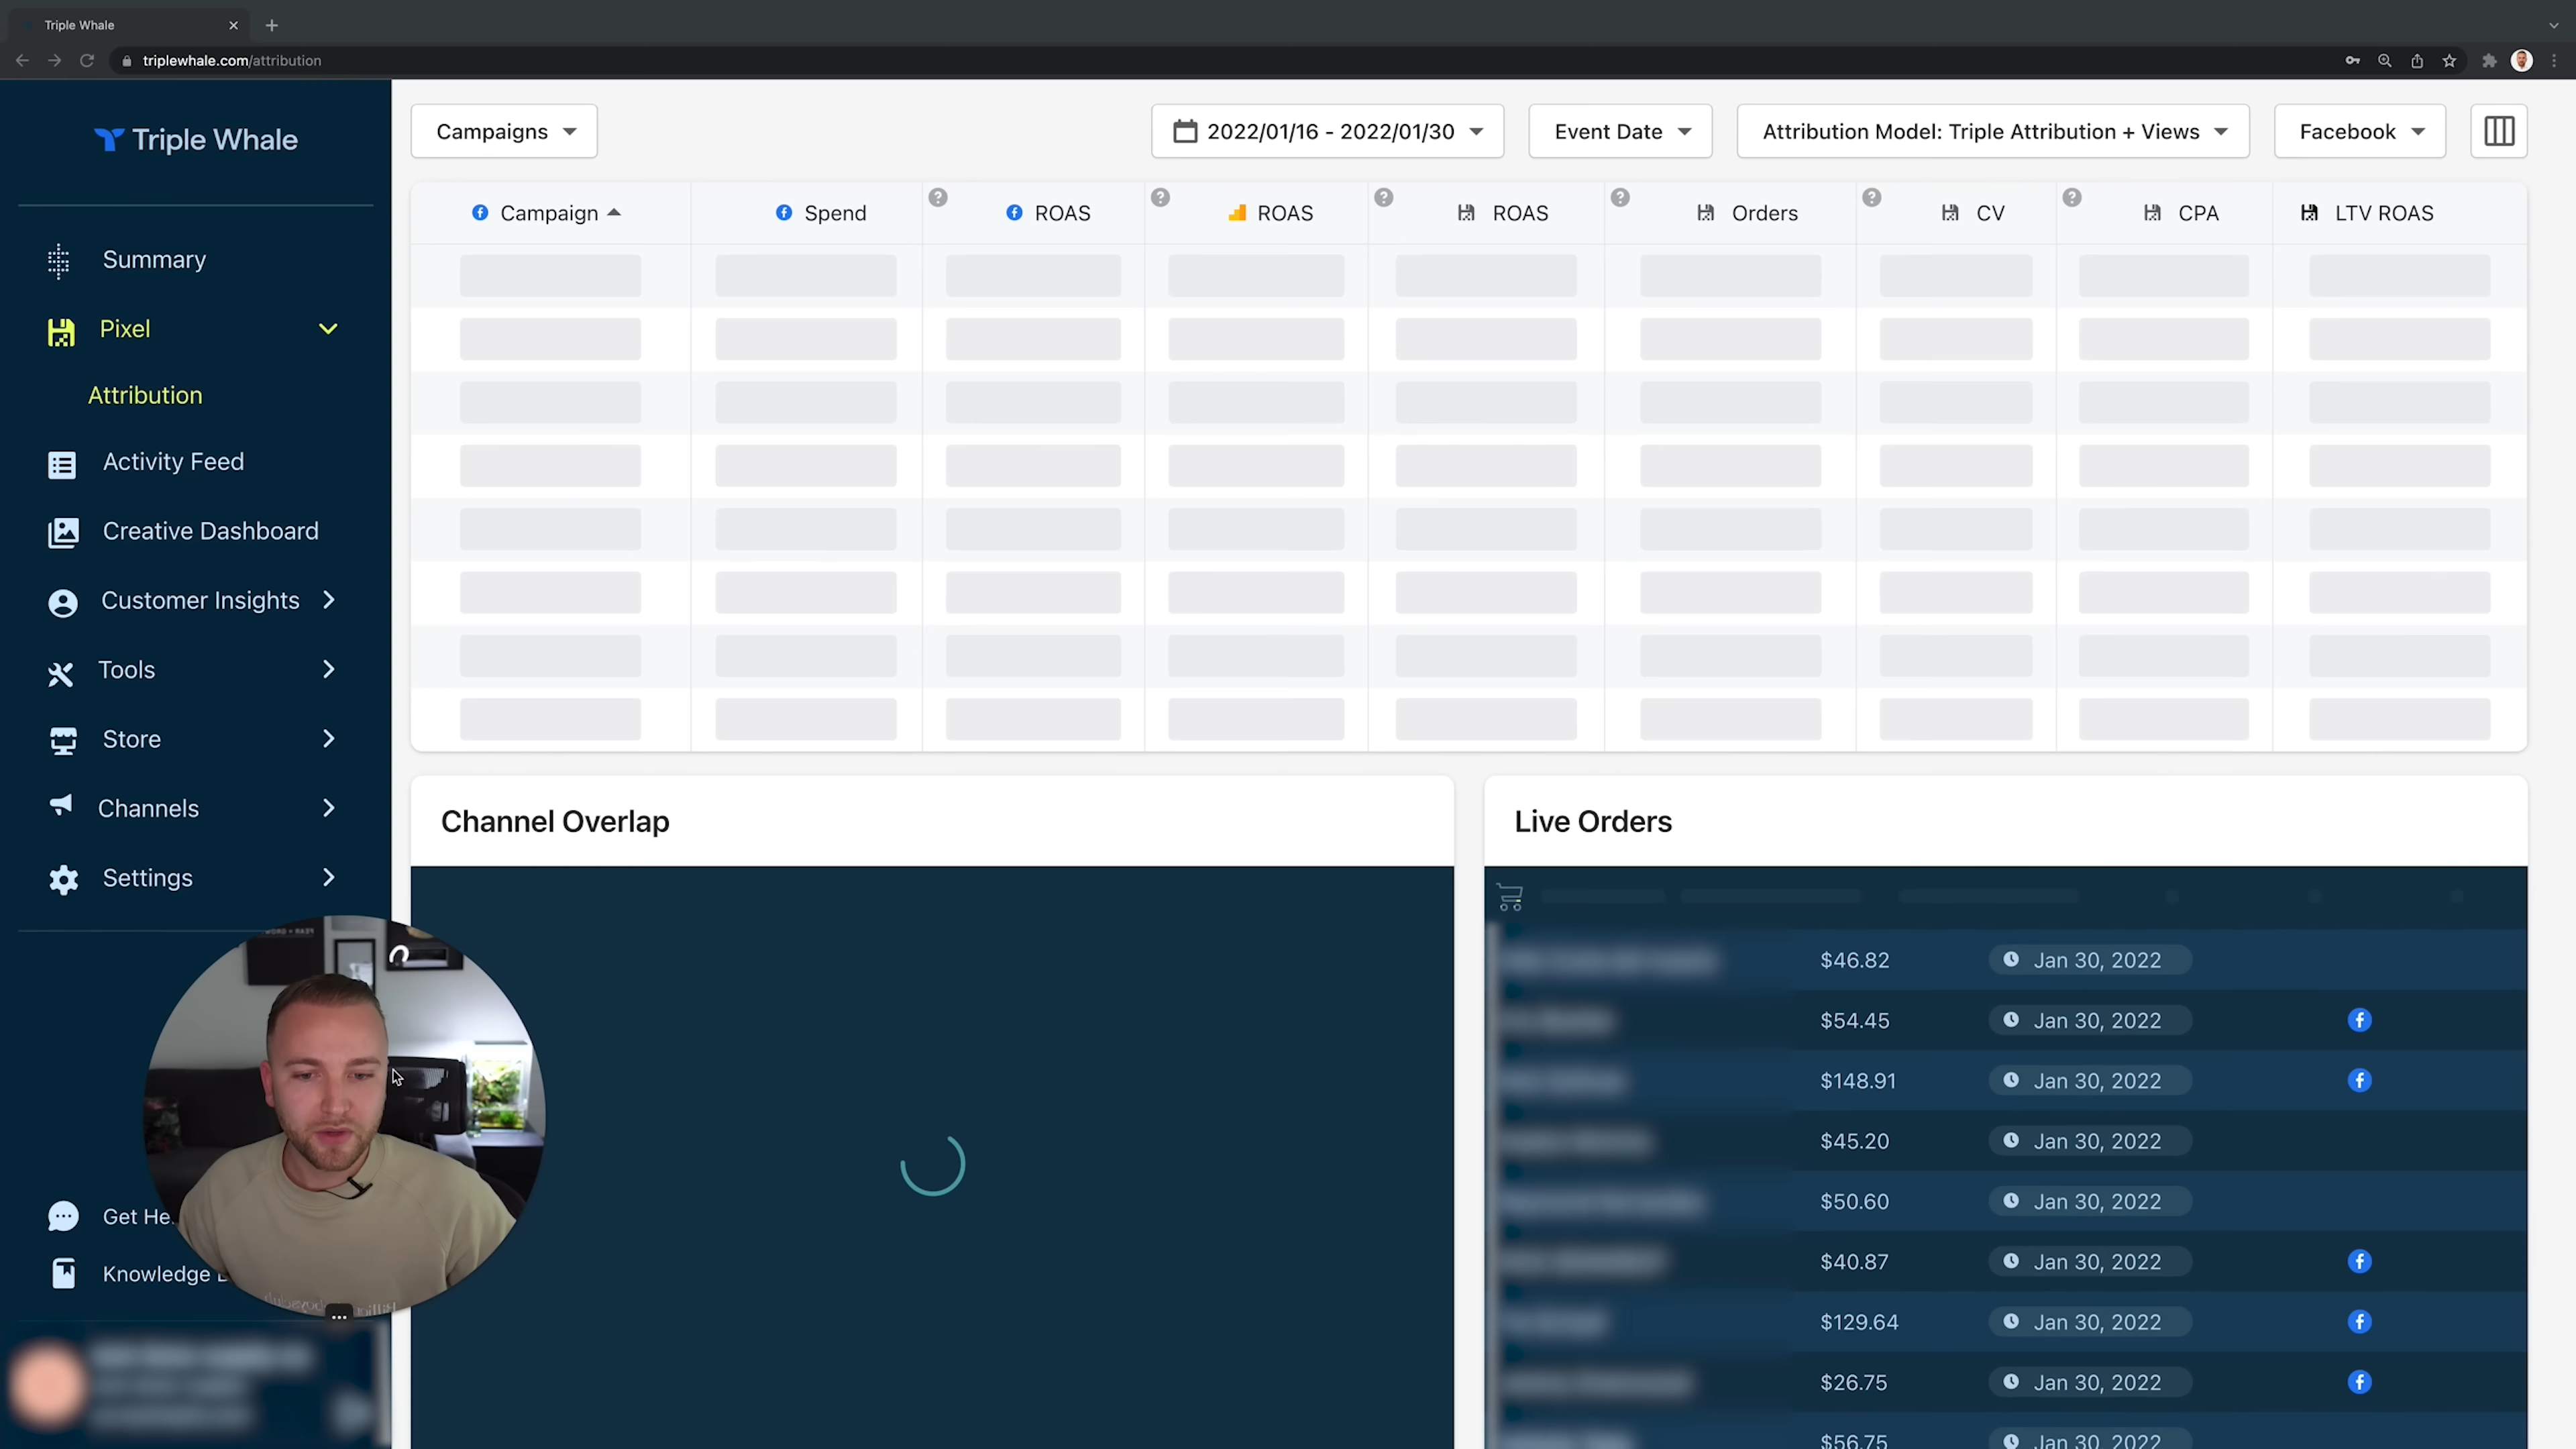 Triple Whale
triplewhale.com/attribution
Triple Whale
Summary
Pixel
Attribution
Activity Feed
Creative Dashboard
Customer Insights
Tools
Store
Channels
Settings
Get He
Knowledge
Campaigns
2022/01/16 - 2022/01/30
Event Date
Attribution Model: Triple Attribution + Views
Facebook
Campaign Spend ROAS ROAS ROAS Orders CV CPA LTV ROAS
Channel Overlap
Live Orders
$46.82 Jan 30, 2022
$54.45 Jan 30, 2022
$148.91 Jan 30, 2022
$45.20 Jan 30, 2022
$50.60 Jan 30, 2022
$40.87 Jan 30, 2022
$129.64 Jan 30, 2022
$26.75 Jan 30, 2022
$56.75 Jan 30, 2022